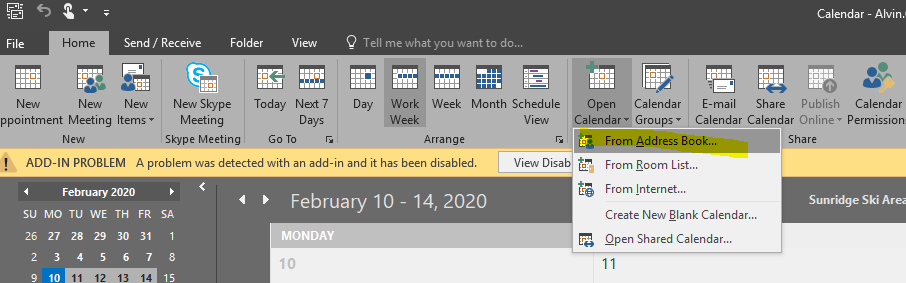 Calendar - Alvin.
File Home Send / Receive Folder View Tell me what you want to do...
New Appointment
New Meeting
New Items
New
New Skype Meeting
Skype Meeting
Today
Next 7 Days
Go To
Day
Work Week
Week
Month
Schedule View
Arrange
Open Calendar
Calendar Groups
E-mail Calendar
Share Calendar
Publish Online
Calendar Permissions
Share
From Address Book...
From Room List...
From Internet...
Create New Blank Calendar...
Open Shared Calendar...
ADD-IN PROBLEM A problem was detected with an add-in and it has been disabled. View Disab
February 2020
SU MO TU WE TH FR SA
26 27 28 29 30 31 1
2 3 4 5 6 7 8
9 10 11 12 13 14 15
February 10 - 14, 2020
Sunridge Ski Area
MONDAY
10 11